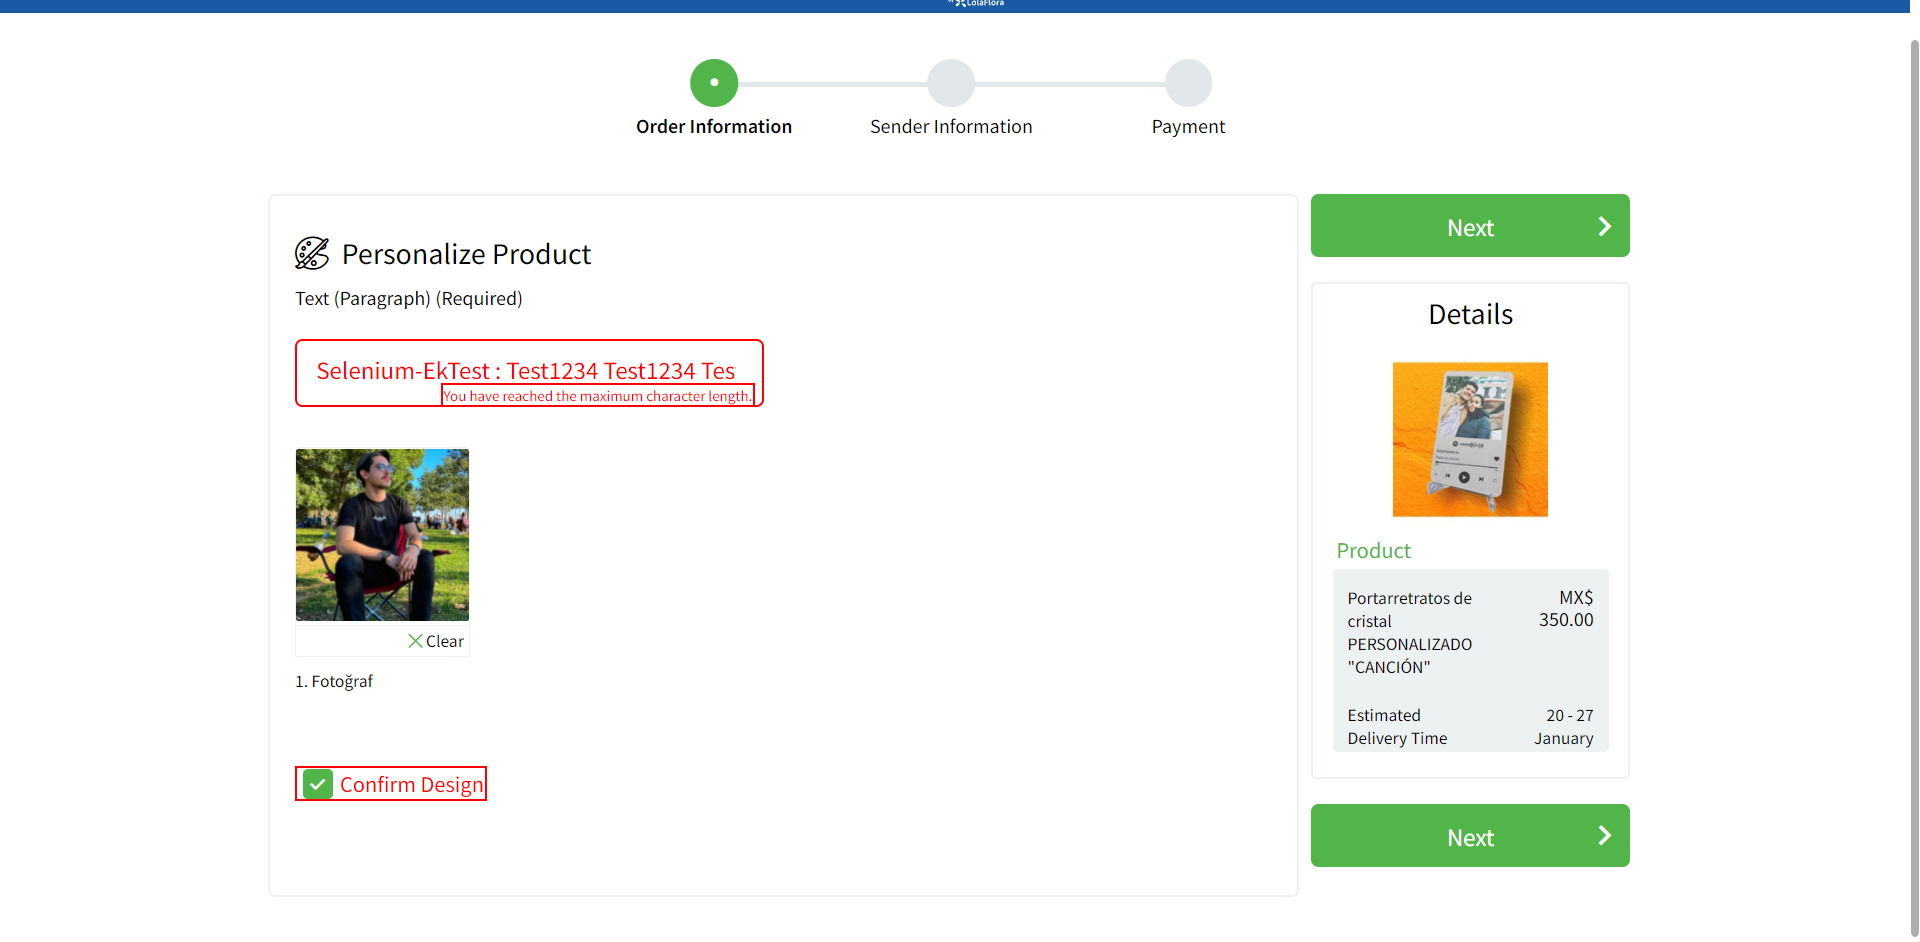 LolaFlora
Order Information
Sender Information
Payment
Personalize Product
Text (Paragraph) (Required)
Selenium-EkTest : Test1234 Test1234 Tes
You have reached the maximum character length.
Clear
1. Fotoğraf
Confirm Design
Next
Details
Product
Portarretratos de
cristal
PERSONALIZADO
"CANCIÓN"
MX$
350.00
Estimated
Delivery Time
20 - 27
January
Next